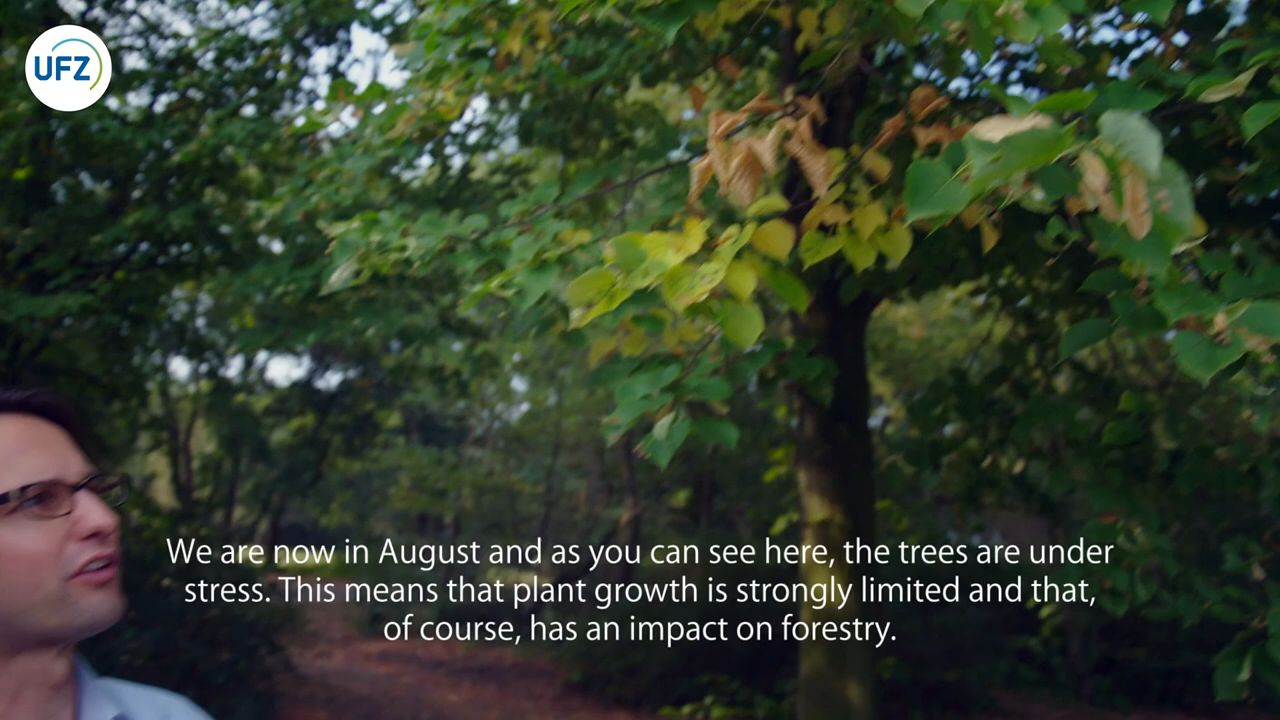 UFZ
We are now in August and as you can see here, the trees are under
stress. This means that plant growth is strongly limited and that,
of course, has an impact on forestry.